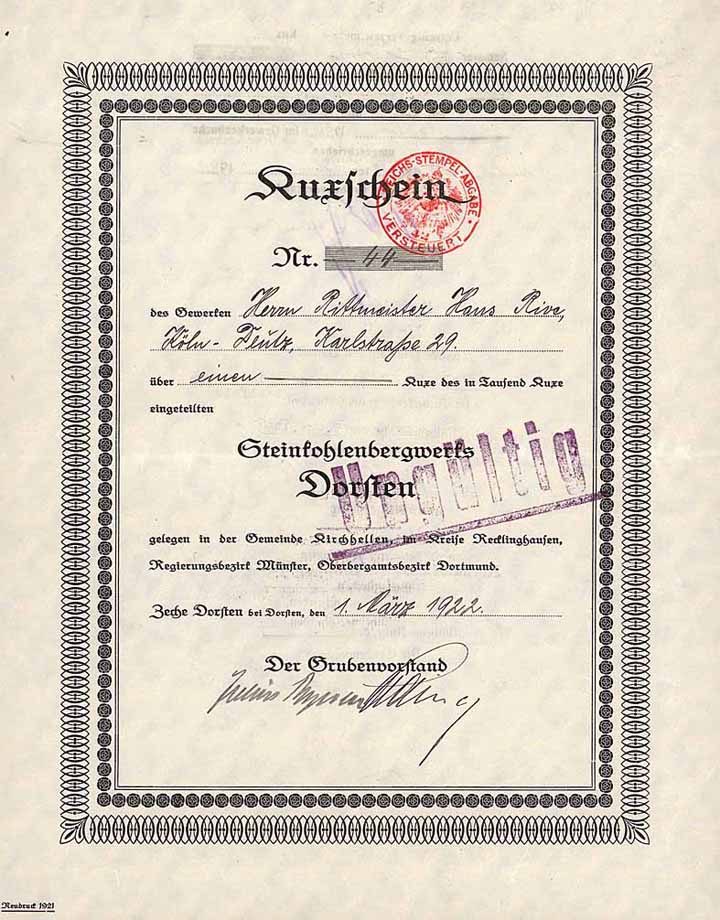 Kuxschein
REICHS-STEMPEL-ABGABE
VERSTEUERT
Nr. 44
des Gewerken Herrn Rittmeister Hans Rive,
Köln-Deutz, Karlstraße 29.
über einen Kuxe des in Tausend Kuxe
eingeteilten
Steinkohlenbergwerks
Dorsten
Ungültig
gelegen in der Gemeinde Kirchhellen, im Kreise Recklinghausen,
Regierungsbezirk Münster, Oberbergamtsbezirk Dortmund.
Zeche Dorsten bei Dorsten, den 1. März 1922.
Der Grubenvorstand
Neudruck 1921